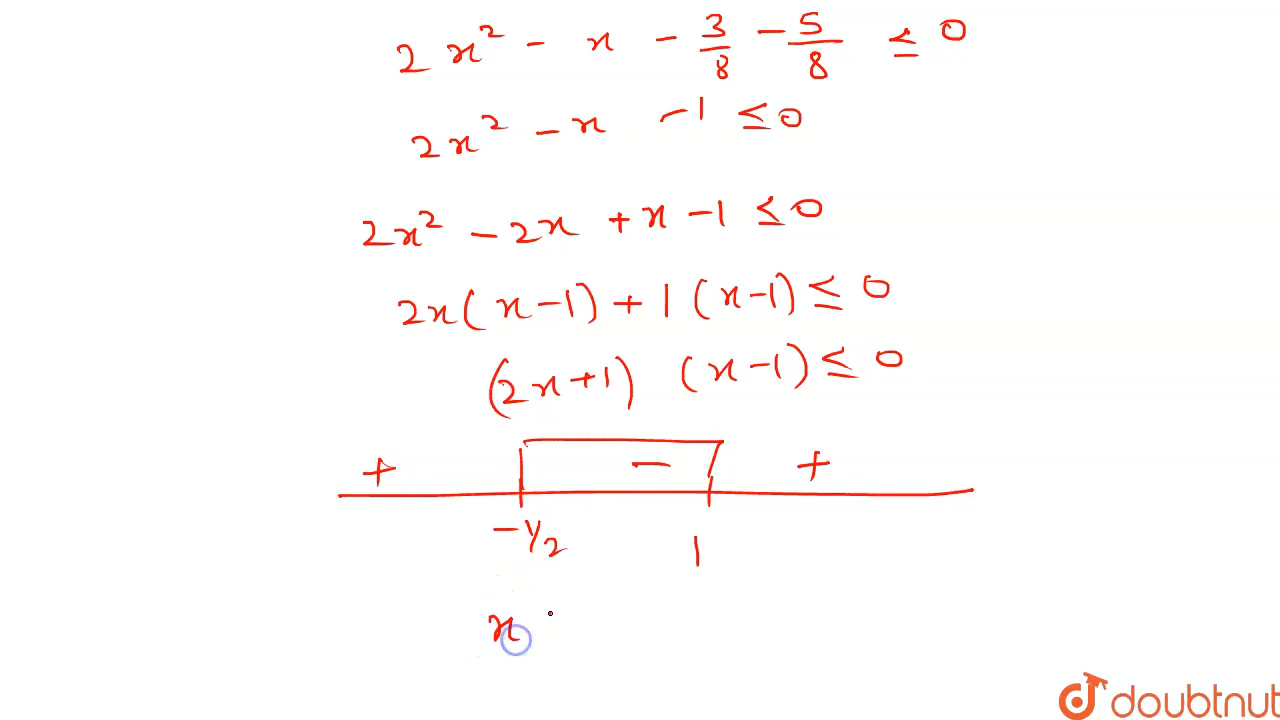 2x² - x - 3/8 - 5/8 ≤ 0
2x² - x - 1 ≤ 0
2x² - 2x + x - 1 ≤ 0
2x(x-1) + 1(x-1) ≤ 0
(2x+1) (x-1) ≤ 0
+ - +
-1/2 1
x
doubtnut